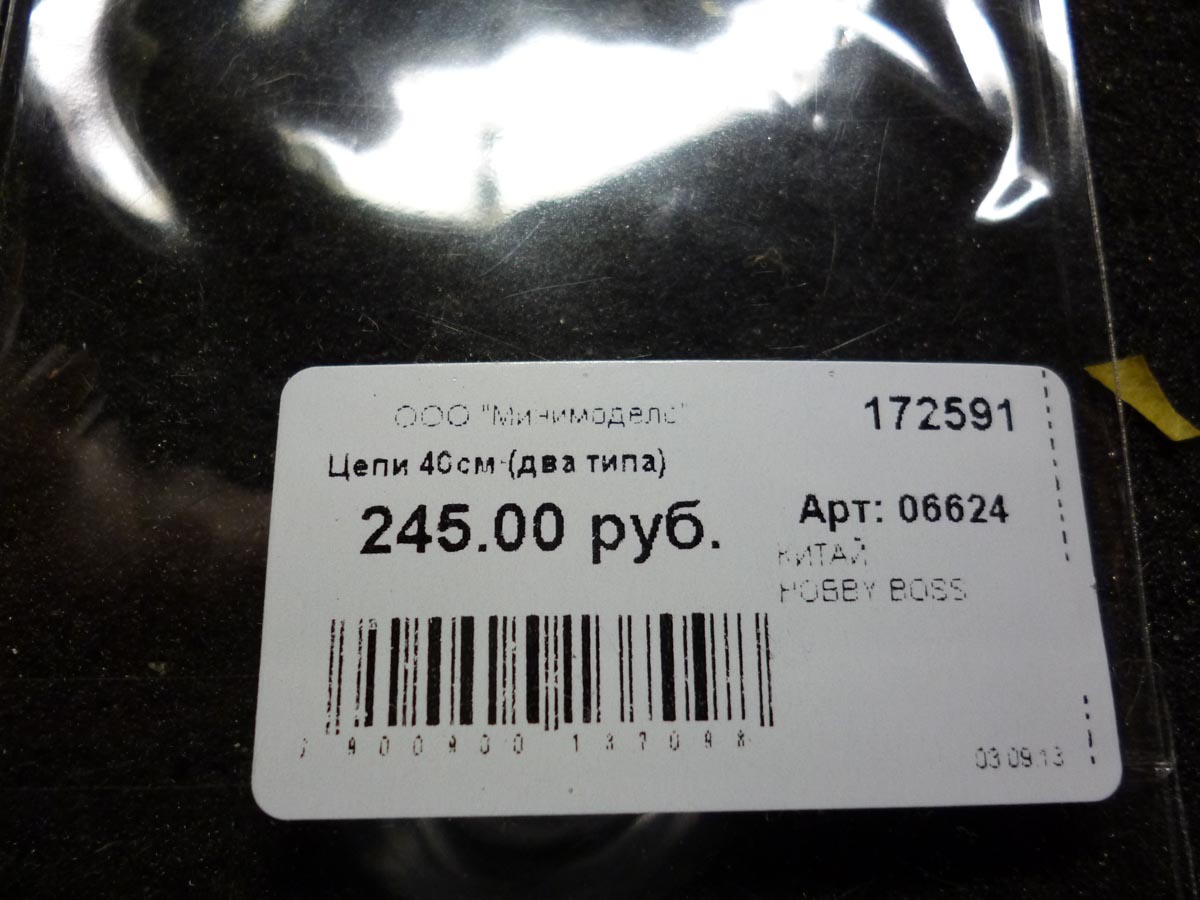 ООО "Минимоделс"
172591
Цепи 40см (два типа)
245.00 руб.
Арт: 06624
КИТАЙ
HOBBY BOSS
03.09.13